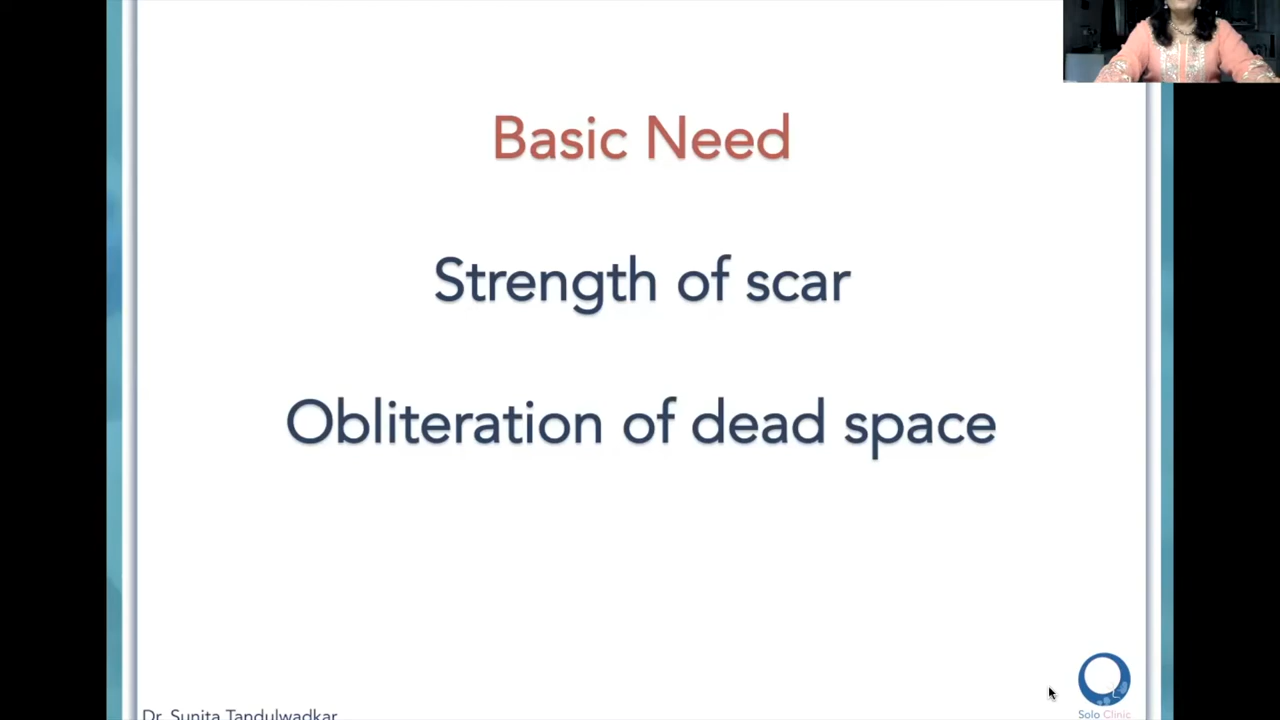 Basic Need
Strength of scar
Obliteration of dead space
Dr. Sunita Tandulwadkar
Solo Clinic